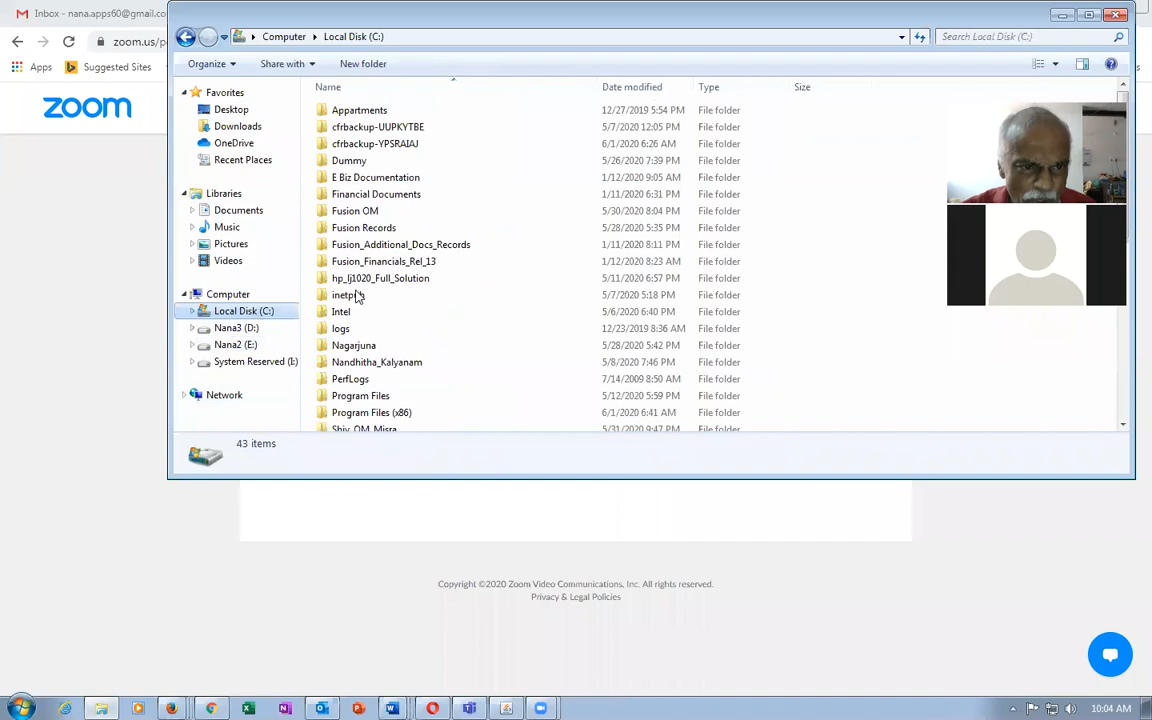 Inbox - nana.apps60@gmail.co
zoom.us/p
Apps
Suggested Sites
zoom
Computer
Local Disk (C:)
Search Local Disk (C:)
Organize
Share with
New folder
Favorites
Desktop
Downloads
OneDrive
Recent Places
Libraries
Documents
Music
Pictures
Videos
Computer
Local Disk (C:)
Nana3 (D:)
Nana2 (E:)
System Reserved (I:)
Network
Name Date modified Type Size
Appartments 12/27/2019 5:54 PM File folder
cfrbackup-UUPKYTBE 5/7/2020 12:05 PM File folder
cfrbackup-YPSRAIAJ 6/1/2020 6:26 AM File folder
Dummy 5/26/2020 7:39 PM File folder
E Biz Documentation 1/12/2020 9:05 AM File folder
Financial Documents 1/11/2020 6:31 PM File folder
Fusion OM 5/30/2020 8:04 PM File folder
Fusion Records 5/28/2020 5:35 PM File folder
Fusion_Additional_Docs_Records 1/11/2020 8:11 PM File folder
Fusion_Financials_Rel_13 1/12/2020 8:23 AM File folder
hp_lj1020_Full_Solution 5/11/2020 6:57 PM File folder
5/7/2020 5:18 PM File folder
Intel 5/6/2020 6:40 PM File folder
logs 12/23/2019 8:36 AM File folder
Nagarjuna 5/28/2020 5:42 PM File folder
Nandhitha_Kalyanam 5/8/2020 7:46 PM File folder
PerfLogs 7/14/2009 8:50 AM File folder
Program Files 5/12/2020 5:59 PM File folder
Program Files (x86) 6/1/2020 6:41 AM File folder
Shiv_OM_Misra 5/31/2020 9:47 PM File folder
43 items
Copyright ©2020 Zoom Video Communications, Inc. All rights reserved.
Privacy & Legal Policies
10:04 AM